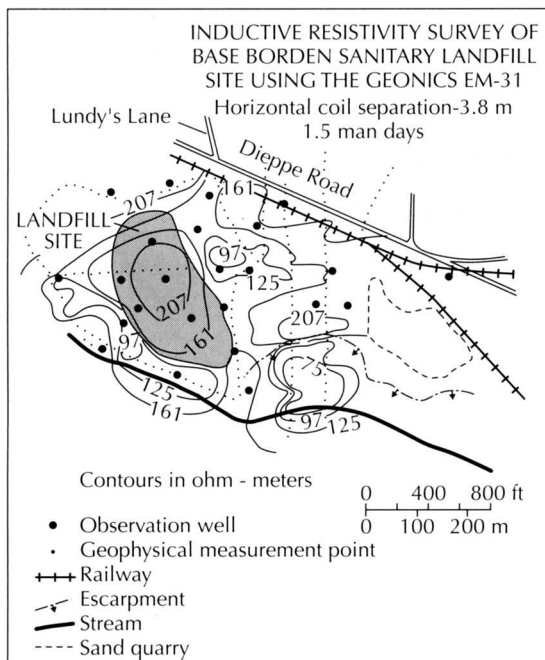 INDUCTIVE RESISTIVITY SURVEY OF
BASE BORDEN SANITARY LANDFILL
SITE USING THE GEONICS EM-31
Horizontal coil separation-3.8 m
1.5 man days
Lundy's Lane
Dieppe Road
161
207
LANDFILL
SITE
97
125
207
207
161
97
75
125
161
97
125
Contours in ohm - meters
0 400 800 ft
0 100 200 m
Observation well
Geophysical measurement point
Railway
Escarpment
Stream
Sand quarry